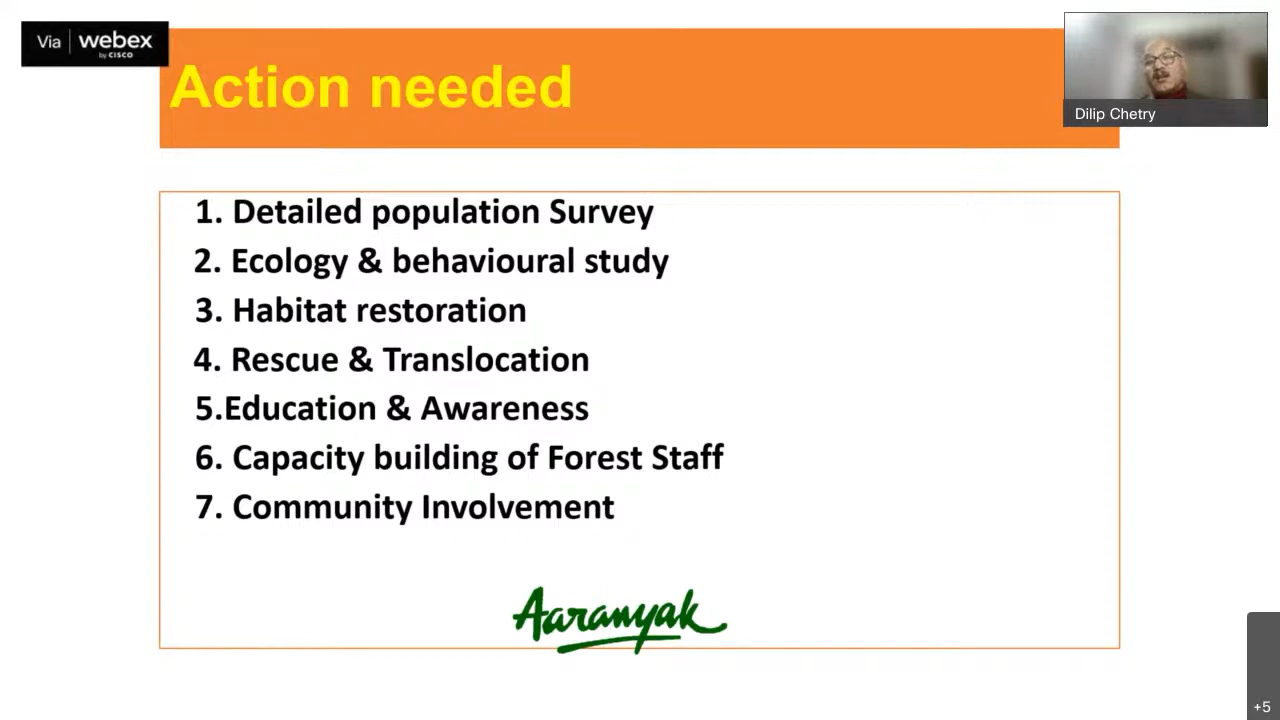 Via webex
by CISCO
Action needed
Dilip Chetry
1. Detailed population Survey
2. Ecology & behavioural study
3. Habitat restoration
4. Rescue & Translocation
5.Education & Awareness
6. Capacity building of Forest Staff
7. Community Involvement
Aaranyak
+5